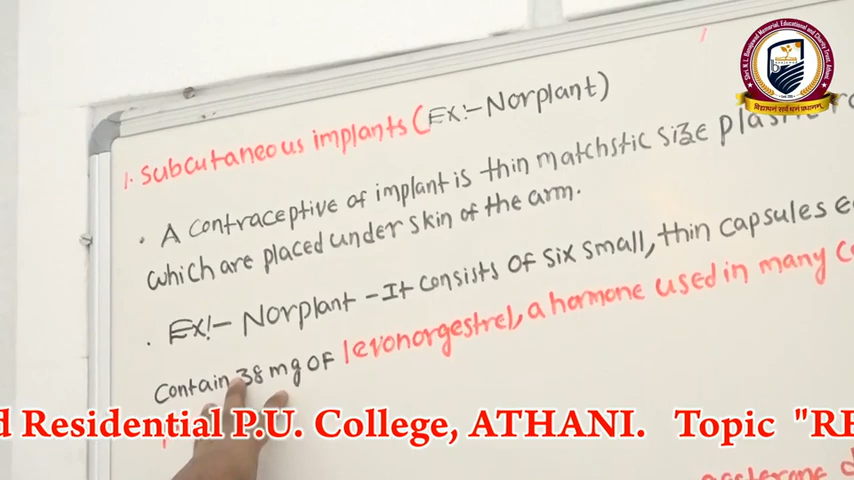 1. Subcutaneous implants (Ex:- Norplant)
• A contraceptive of implant is thin matchstic size plastic
which are placed under skin of the arm.
• Ex:- Norplant - It consists of six small, thin capsules
Contain 38 mg of levonorgestrel, a hormone used in many
d Residential P.U. College, ATHANI. Topic "RE